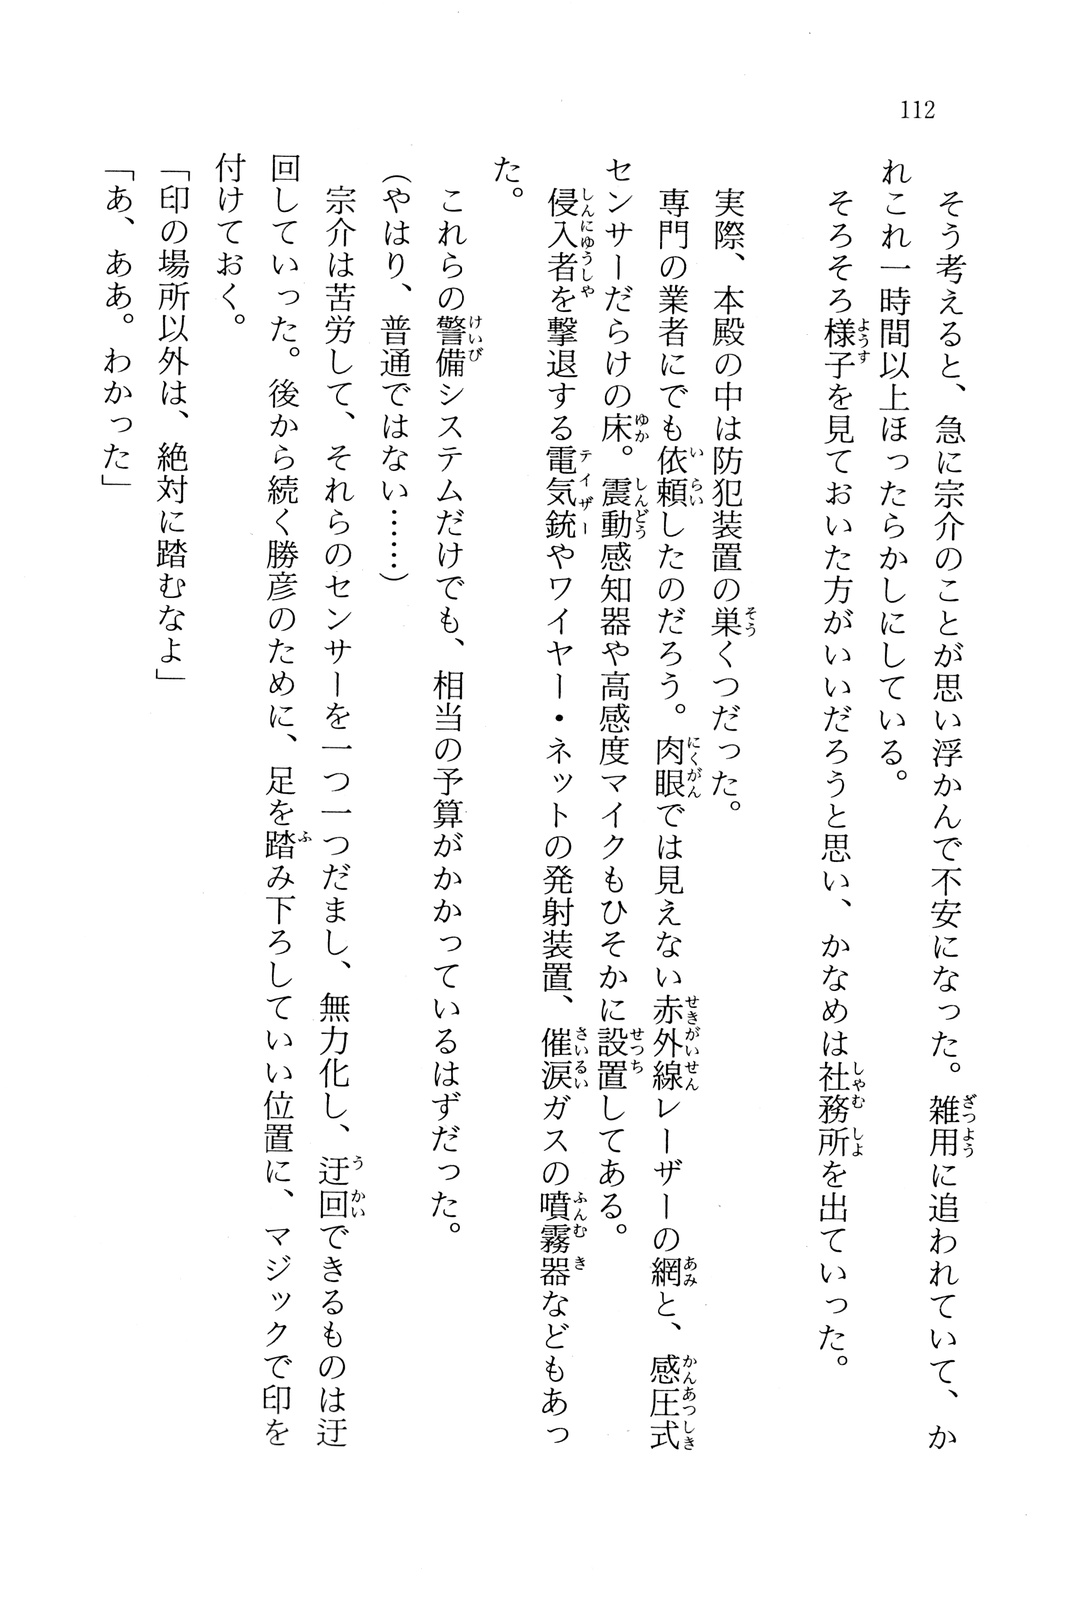 112
　そう考えると、急に宗介のことが思い浮かんで不安になった。雑用に追われていて、か
れこれ一時間以上ほったらかしにしている。
　そろそろ様子を見ておいた方がいいだろうと思い、かなめは社務所を出ていった。
　実際、本殿の中は防犯装置の巣くつだった。
　専門の業者にでも依頼したのだろう。肉眼では見えない赤外線レーザーの網と、感圧式
センサーだらけの床。震動感知器や高感度マイクもひそかに設置してある。
　侵入者を撃退する電気銃やワイヤー・ネットの発射装置、催涙ガスの噴霧器などもあっ
た。
　これらの警備システムだけでも、相当の予算がかかっているはずだった。
（やはり、普通ではない……）
　宗介は苦労して、それらのセンサーを一つ一つだまし、無力化し、迂回できるものは迂
回していった。後から続く勝彦のために、足を踏み下ろしていい位置に、マジックで印を
付けておく。
「印の場所以外は、絶対に踏むなよ」
「あ、ああ。わかった」